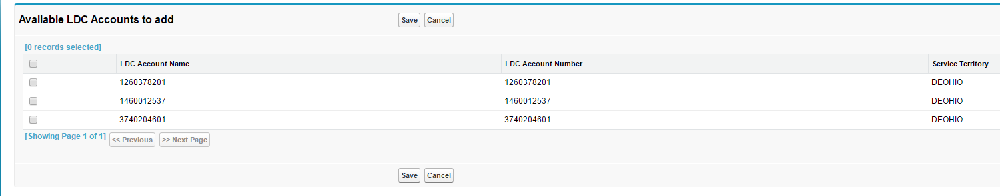 Available LDC Accounts to add Save Cancel
[0 records selected]
LDC Account Name LDC Account Number Service Territory
1260378201 1260378201 DEOHIO
1460012537 1460012537 DEOHIO
3740204601 3740204601 DEOHIO
[Showing Page 1 of 1] << Previous >> Next Page
Save Cancel